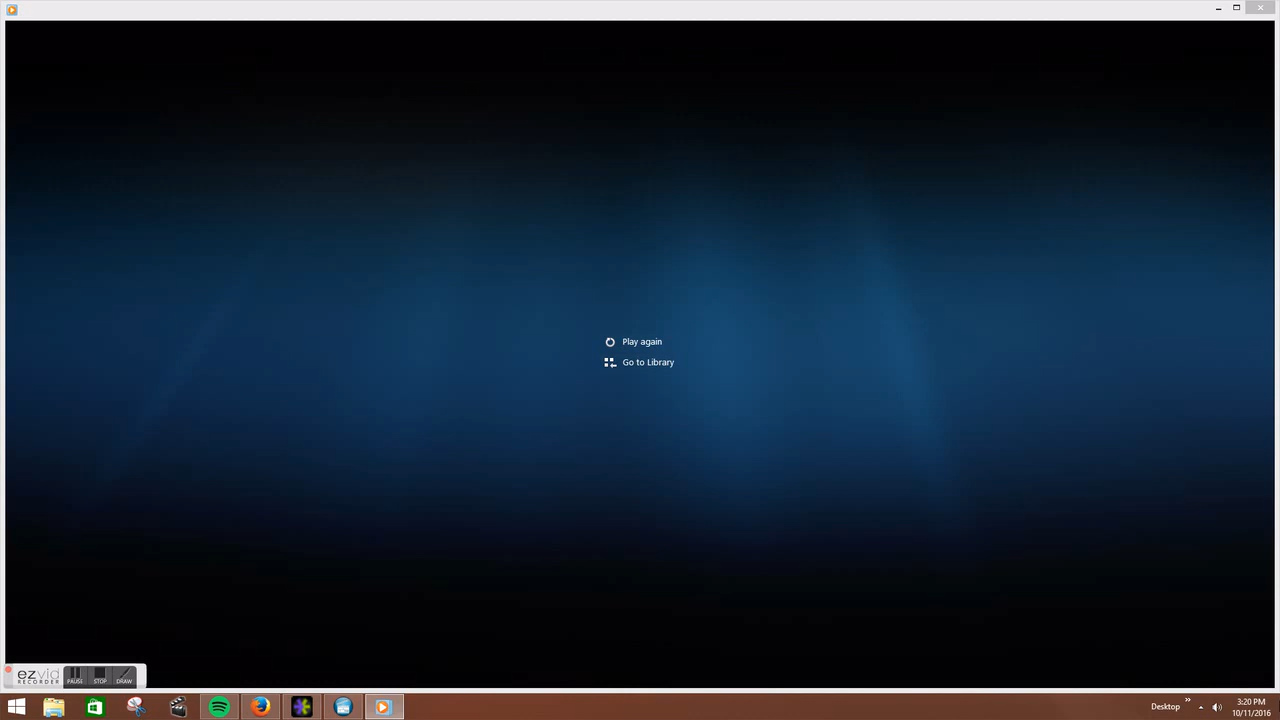 Play again
Go to Library
ezvid
RECORDER
PAUSE
STOP
DRAW
Desktop
3:20 PM
10/11/2016